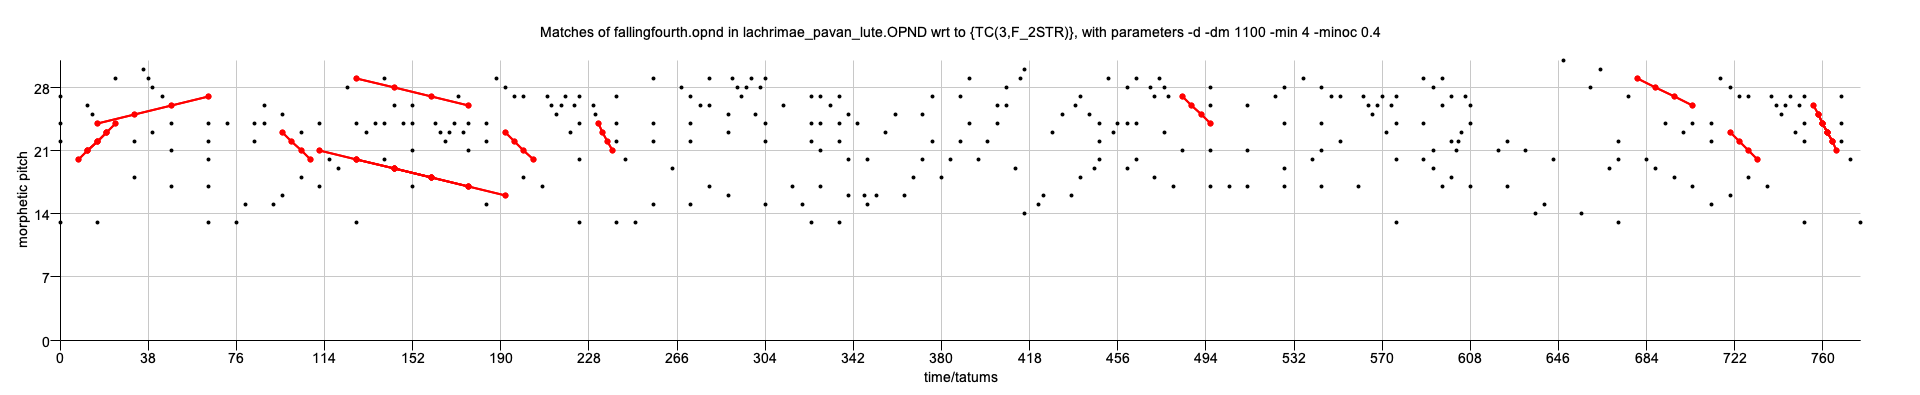 Matches of fallingfourth.opnd in lachrimae_pavan_lute.OPND wrt to {TC(3,F_2STR)}, with parameters -d -dm 1100 -min 4 -minoc 0.4
28
21
14
7
0
morphetic pitch
0 38 76 114 152 190 228 266 304 342 380 418 456 494 532 570 608 646 684 722 760
time/tatums